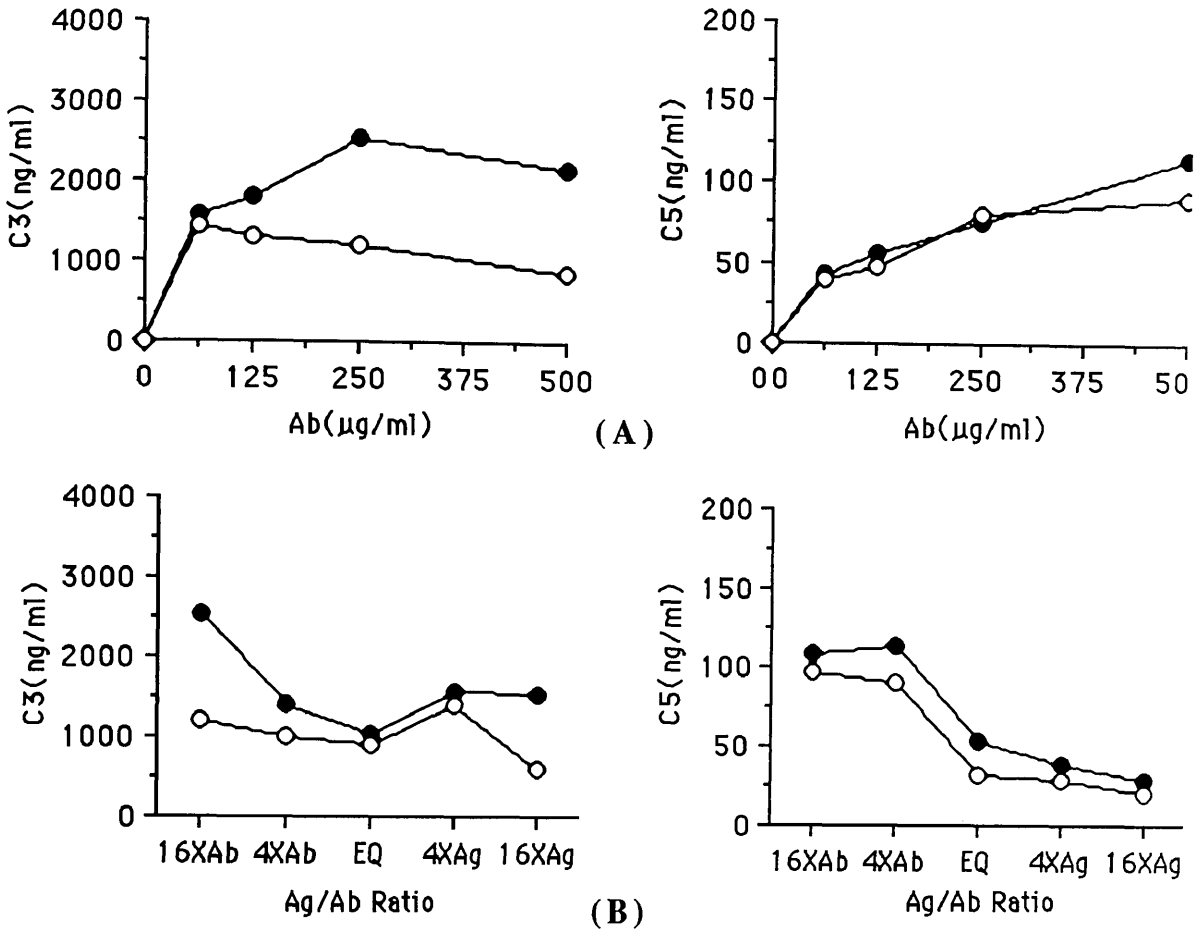 4000
3000
2000
1000
0
C3(ng/ml)
0 125 250 375 500
Ab(µg/ml)
200
150
100
50
0
C5(ng/ml)
00 125 250 375 50
Ab(µg/ml)
(A)
4000
3000
2000
1000
0
C3(ng/ml)
16XAb 4XAb EQ 4XAg 16XAg
Ag/Ab Ratio
200
150
100
50
0
C5(ng/ml)
16XAb 4XAb EQ 4XAg 16XAg
Ag/Ab Ratio
(B)